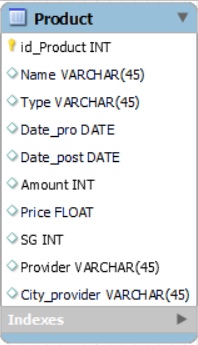 Product
id_Product INT
Name VARCHAR(45)
Type VARCHAR(45)
Date_pro DATE
Date_post DATE
Amount INT
Price FLOAT
SG INT
Provider VARCHAR(45)
City_provider VARCHAR(45)
Indexes